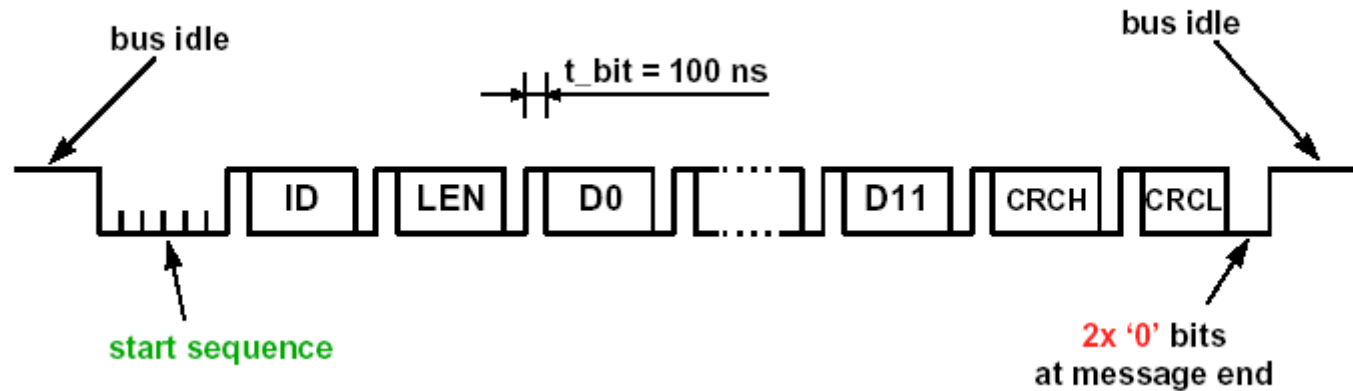 bus idle
bus idle
t_bit = 100 ns
ID
LEN
D0
D11
CRCH
CRCL
start sequence
2x ‘0’ bits
at message end